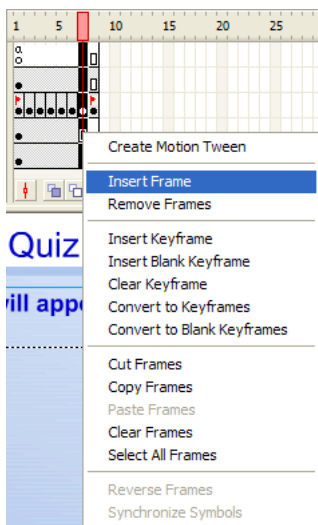 1 5 10 15 20 25
a
Create Motion Tween
Insert Frame
Remove Frames
Quiz
Insert Keyframe
Insert Blank Keyframe
Clear Keyframe
will appe
Convert to Keyframes
Convert to Blank Keyframes
Cut Frames
Copy Frames
Paste Frames
Clear Frames
Select All Frames
Reverse Frames
Synchronize Symbols